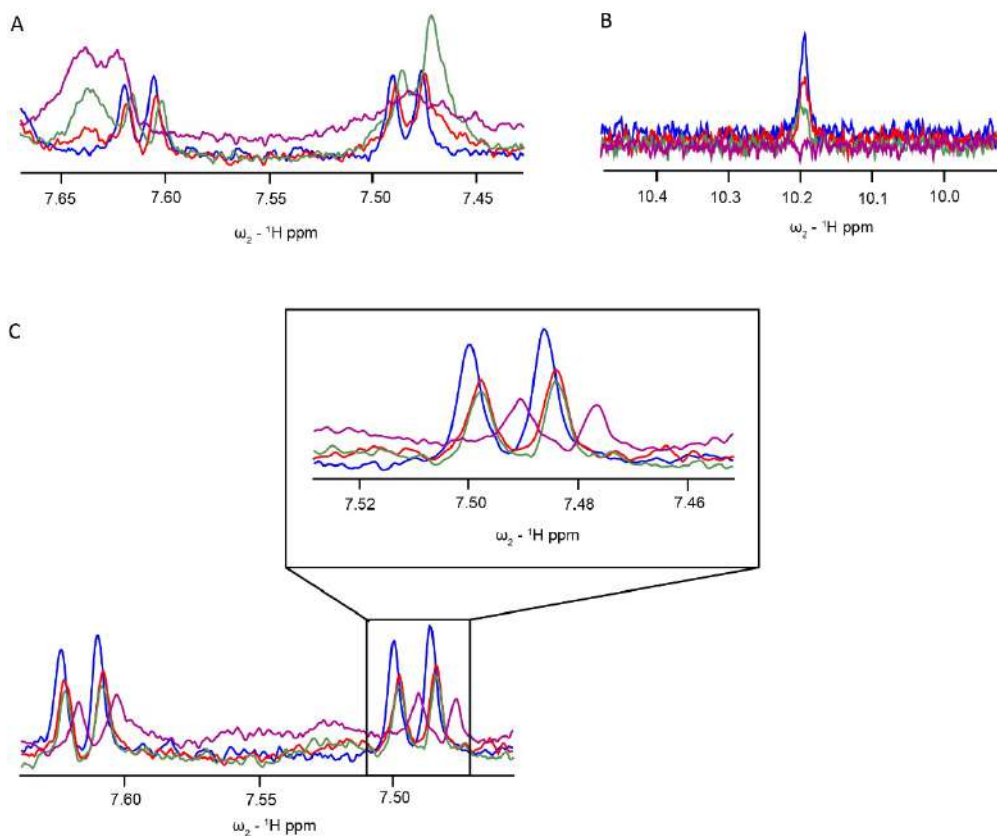 A
7.65 7.60 7.55 7.50 7.45
ω₂ - ¹H ppm
B
10.4 10.3 10.2 10.1 10.0
ω₂ - ¹H ppm
C
7.52 7.50 7.48 7.46
ω₂ - ¹H ppm
7.60 7.55 7.50
ω₂ - ¹H ppm